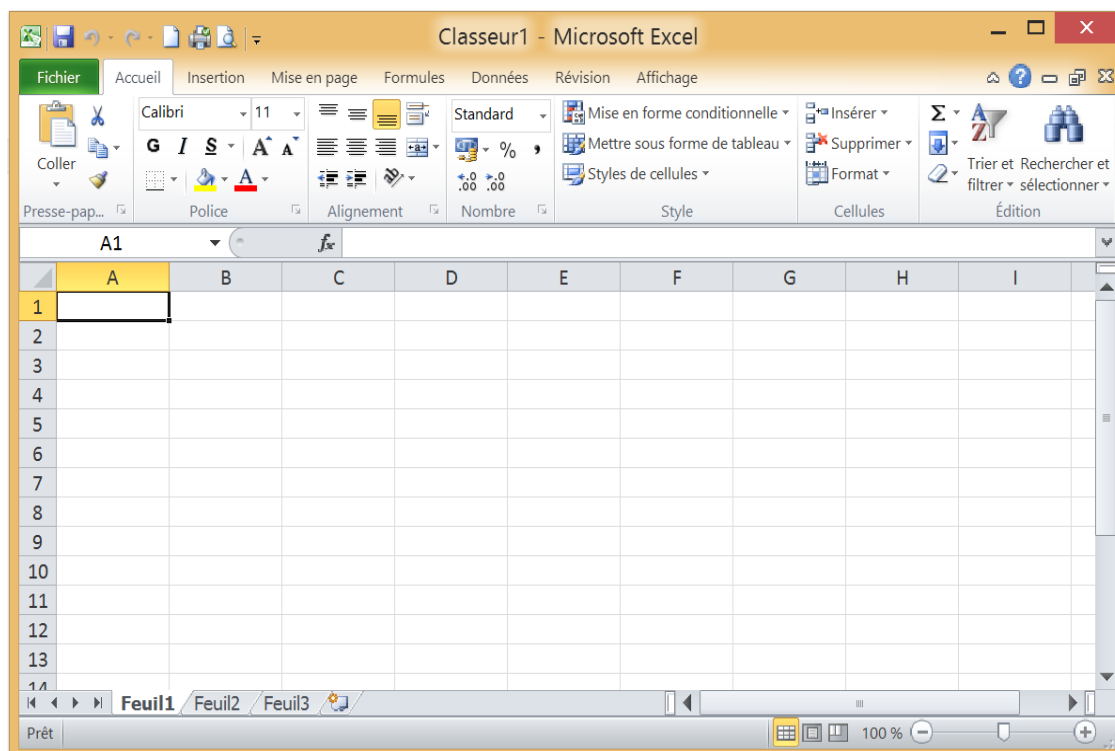 Classeur1 - Microsoft Excel
Fichier Accueil Insertion Mise en page Formules Données Révision Affichage
Calibri 11 Standard Mise en forme conditionnelle Insérer Σ
Coller G I S A A % Mettre sous forme de tableau Supprimer Trier et filtrer Rechercher et sélectionner
A ,00 ,00 Styles de cellules Format
Presse-pap... Police Alignement Nombre Style Cellules Édition
A1 fx
A B C D E F G H I
1
2
3
4
5
6
7
8
9
10
11
12
13
14
Feuil1 Feuil2 Feuil3
Prêt 100 %